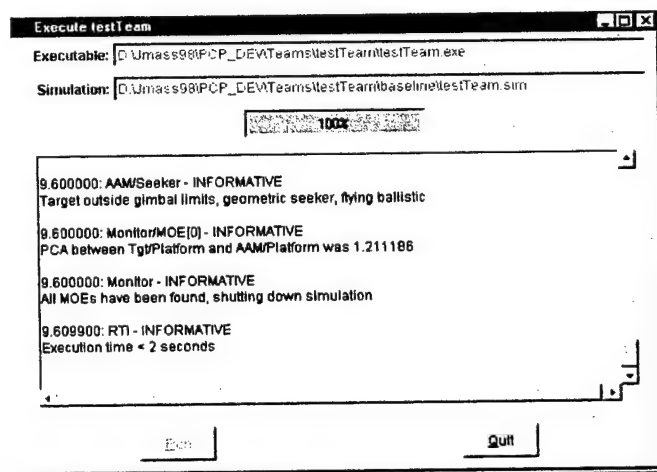 Execute testTeam
Executable: D:\Umass98\PCP_DEV\Teams\testTeam\testTeam.exe
Simulation: D:\Umass98\PCP_DEV\Teams\testTeam\baseline\testTeam.sim
100%
9.600000: AAM/Seeker - INFORMATIVE
Target outside gimbal limits, geometric seeker, flying ballistic
9.600000: Monitor/MOE[0] - INFORMATIVE
PCA between Tgt/Platform and AAM/Platform was 1.211186
9.600000: Monitor - INFORMATIVE
All MOEs have been found, shutting down simulation
9.609900: RTI - INFORMATIVE
Execution time < 2 seconds
Run Quit